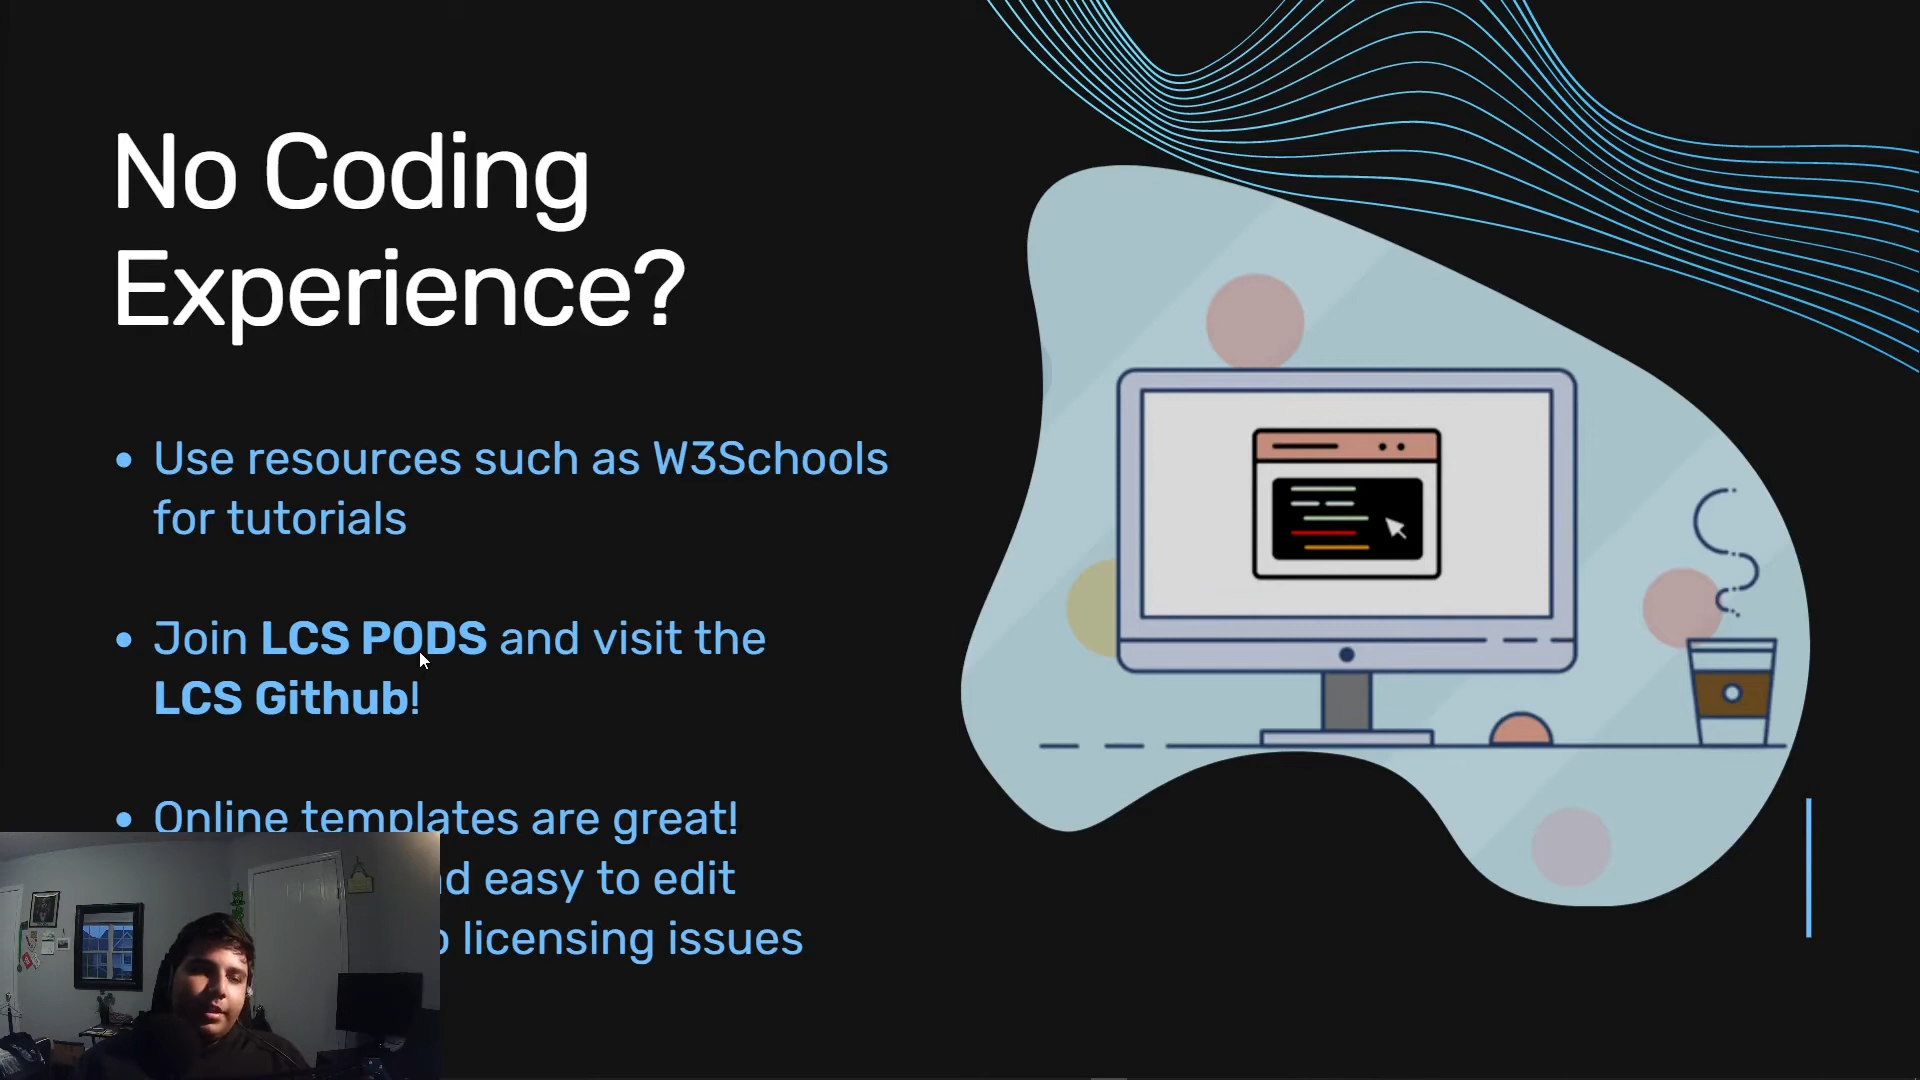 No Coding
Experience?
Use resources such as W3Schools
for tutorials
Join LCS PODS and visit the
LCS Github!
Online templates are great!
easy to edit
licensing issues